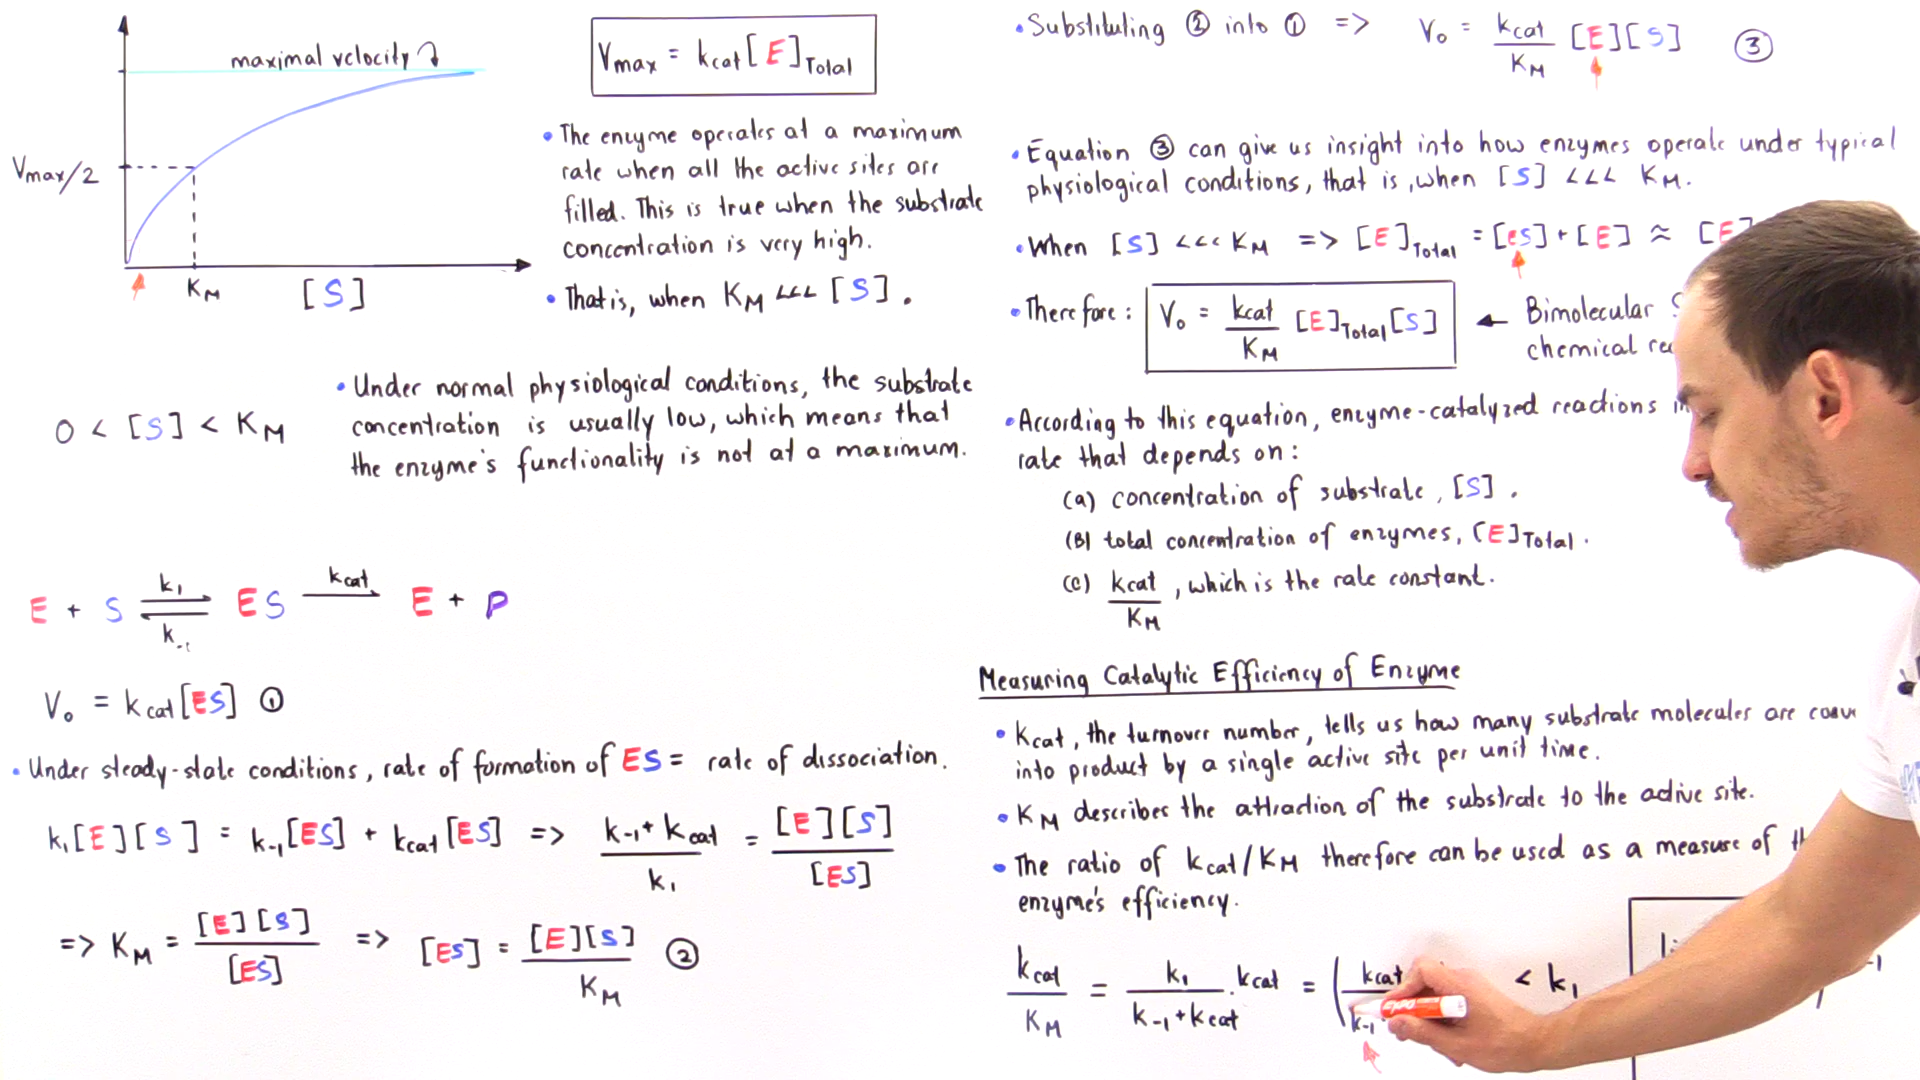 maximal velocity
Vmax/2
KM
[S]
Vmax = kcat[E]Total
• The enzyme operates at a maximum
rate when all the active sites are
filled. This is true when the substrate
concentration is very high.
• That is, when KM <<< [S].
0 < [S] < KM
• Under normal physiological conditions, the substrate
concentration is usually low, which means that
the enzyme's functionality is not at a maximum.
E + S k1 k-1 ES kcat E + P
V0 = kcat[ES] ①
• Under steady-state conditions, rate of formation of ES = rate of dissociation.
k1[E][S] = k-1[ES] + kcat[ES] => k-1 + kcat / k1 = [E][S] / [ES]
=> KM = [E][S] / [ES] => [ES] = [E][S] / KM ②
• Substituting ② into ① => V0 = kcat / KM [E][S] ③
• Equation ③ can give us insight into how enzymes operate under typical
physiological conditions, that is, when [S] <<< KM.
• When [S] <<< KM => [E]Total = [ES] + [E] ≈ [E]
• Therefore: V0 = kcat / KM [E]Total[S] ← Bimolecular
chemical
• According to this equation, enzyme-catalyzed reactions
rate that depends on:
(a) concentration of substrate, [S].
(B) total concentration of enzymes, [E]Total.
(c) kcat / KM, which is the rate constant.
Measuring Catalytic Efficiency of Enzyme
• kcat, the turnover number, tells us how many substrate molecules are
into product by a single active site per unit time.
• KM describes the attraction of the substrate to the active site.
• The ratio of kcat/KM therefore can be used as a measure of
enzyme's efficiency.
kcat / KM = k1 / k-1 + kcat . kcat = ( kcat / k-1 < k1
EXPO